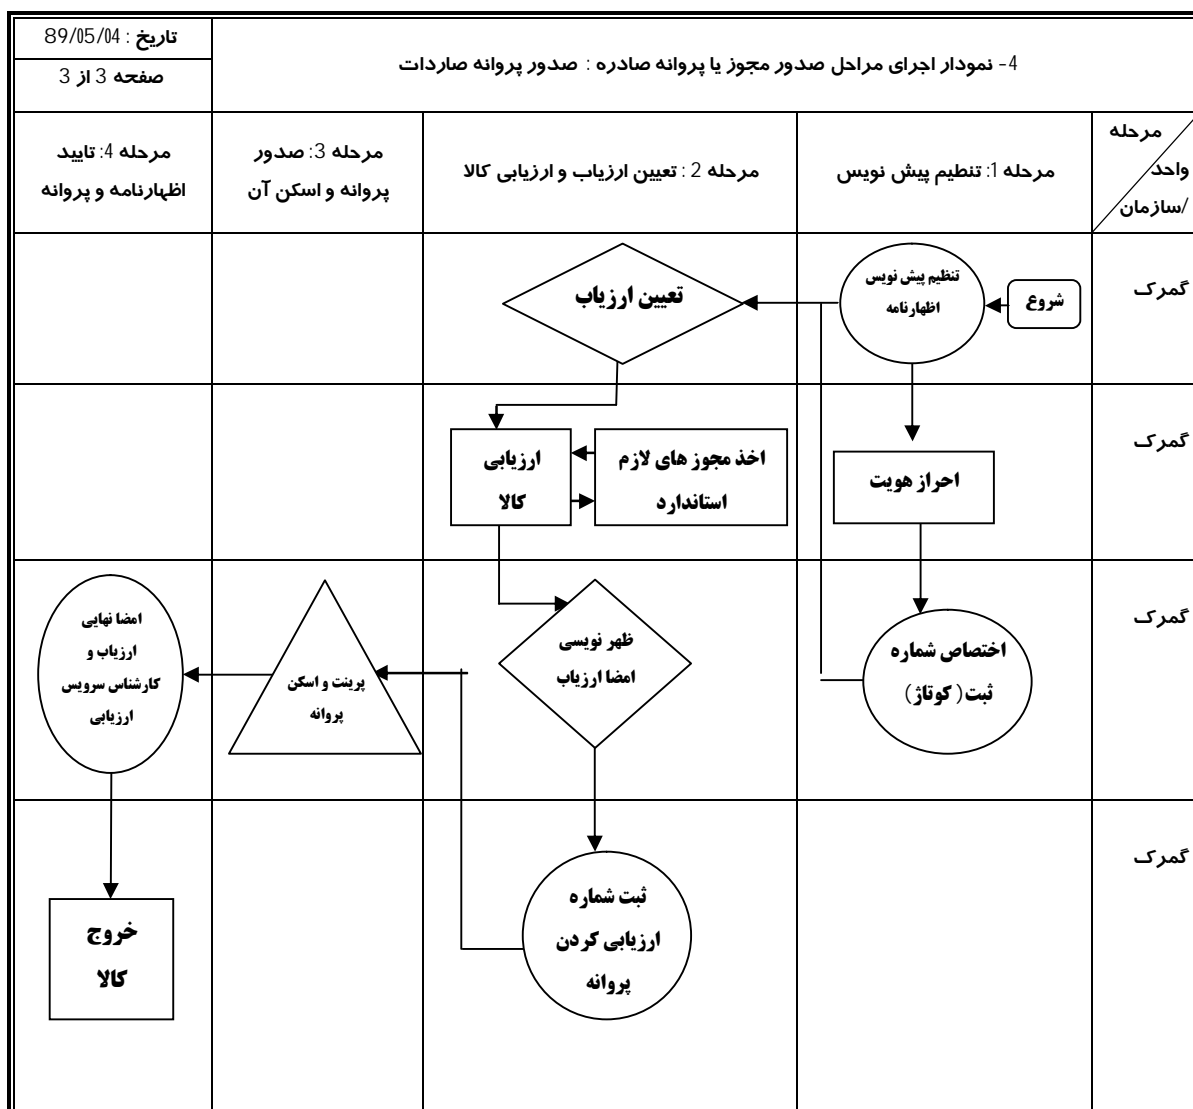 تاریخ : 89/05/04
صفحه 3 از 3
4- نمودار اجرای مراحل صدور مجوز یا پروانه صادره : صدور پروانه صاردات
مرحله
واحد
/سازمان
مرحله 1: تنطیم پیش نویس
مرحله 2 : تعیین ارزیاب و ارزیابی کالا
مرحله 3: صدور
پروانه و اسکن آن
مرحله 4: تایید
اظهارنامه و پروانه
گمرک
شروع
تنظیم پیش نویس
اظهارنامه
تعیین ارزیاب
گمرک
احراز هویت
اخذ مجوز های لازم
استاندارد
ارزیابی
کالا
گمرک
اختصاص شماره
ثبت( کوتاژ)
ظهر نویسی
امضا ارزیاب
پرینت و اسکن
پروانه
امضا نهایی
ارزیاب و
کارشناس سرویس
ارزیابی
گمرک
ثبت شماره
ارزیابی کردن
پروانه
خروج
کالا